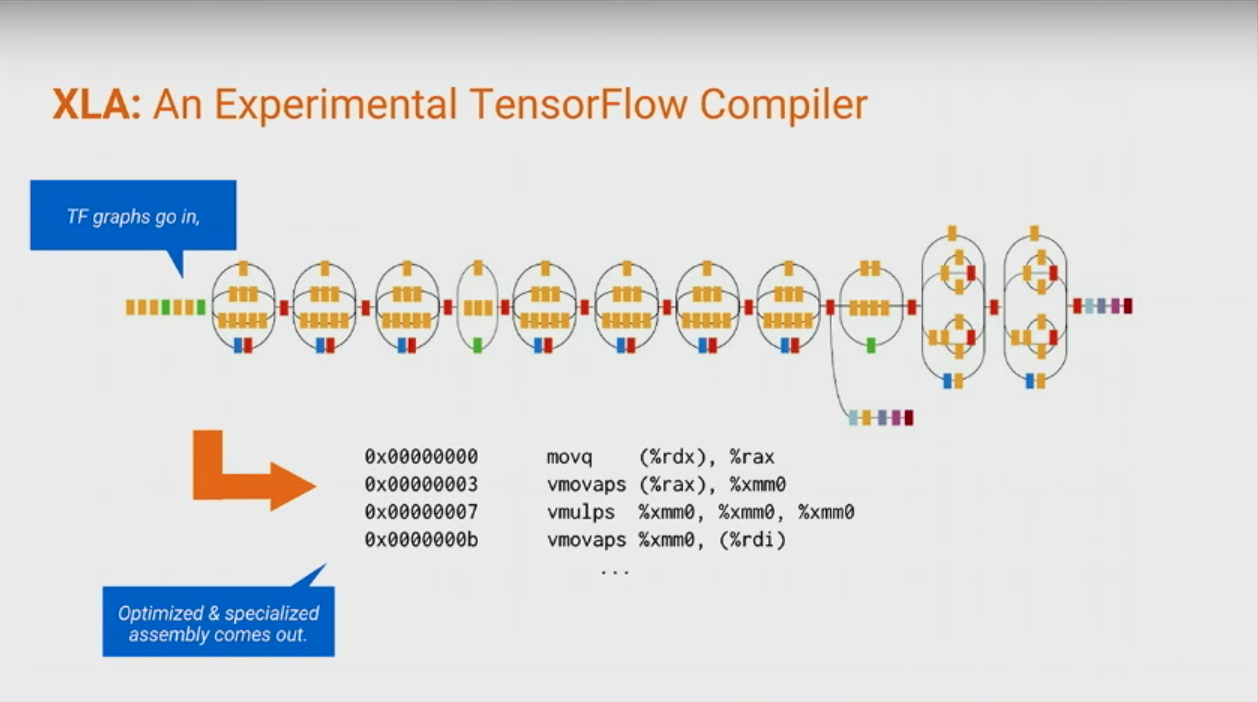 XLA: An Experimental TensorFlow Compiler
TF graphs go in,
0x00000000 movq (%rdx), %rax
0x00000003 vmovaps (%rax), %xmm0
0x00000007 vmulps %xmm0, %xmm0, %xmm0
0x0000000b vmovaps %xmm0, (%rdi)
...
Optimized & specialized
assembly comes out.